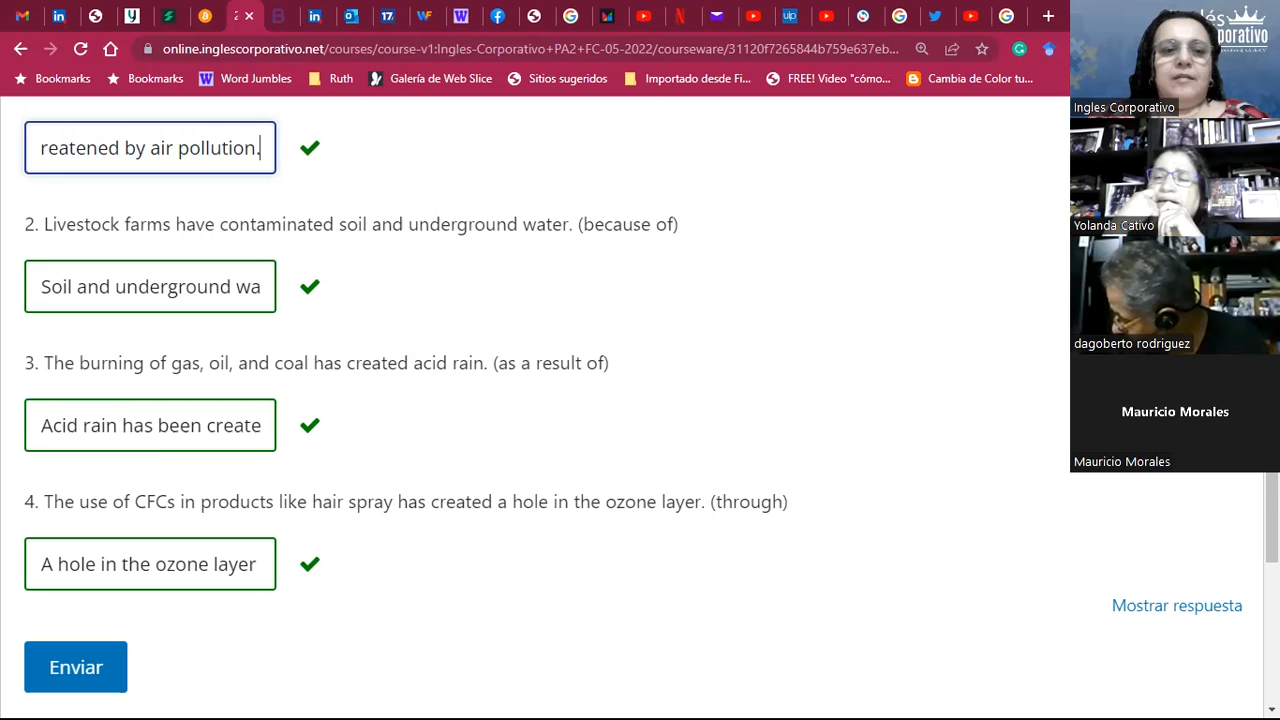 online.inglescorporativo.net/courses/course-v1:Ingles-Corporativo+PA2+FC-05-2022/courseware/31120f7265844b759e637eb...
Bookmarks Bookmarks Word Jumbles Ruth Galería de Web Slice Sitios sugeridos Importado desde Fi... FREE! Video "cómo... Cambia de Color tu...
reatened by air pollution.
2. Livestock farms have contaminated soil and underground water. (because of)
Soil and underground wa
3. The burning of gas, oil, and coal has created acid rain. (as a result of)
Acid rain has been create
4. The use of CFCs in products like hair spray has created a hole in the ozone layer. (through)
A hole in the ozone layer
Mostrar respuesta
Enviar
Ingles Corporativo
Yolanda Cativo
dagoberto rodriguez
Mauricio Morales
Mauricio Morales